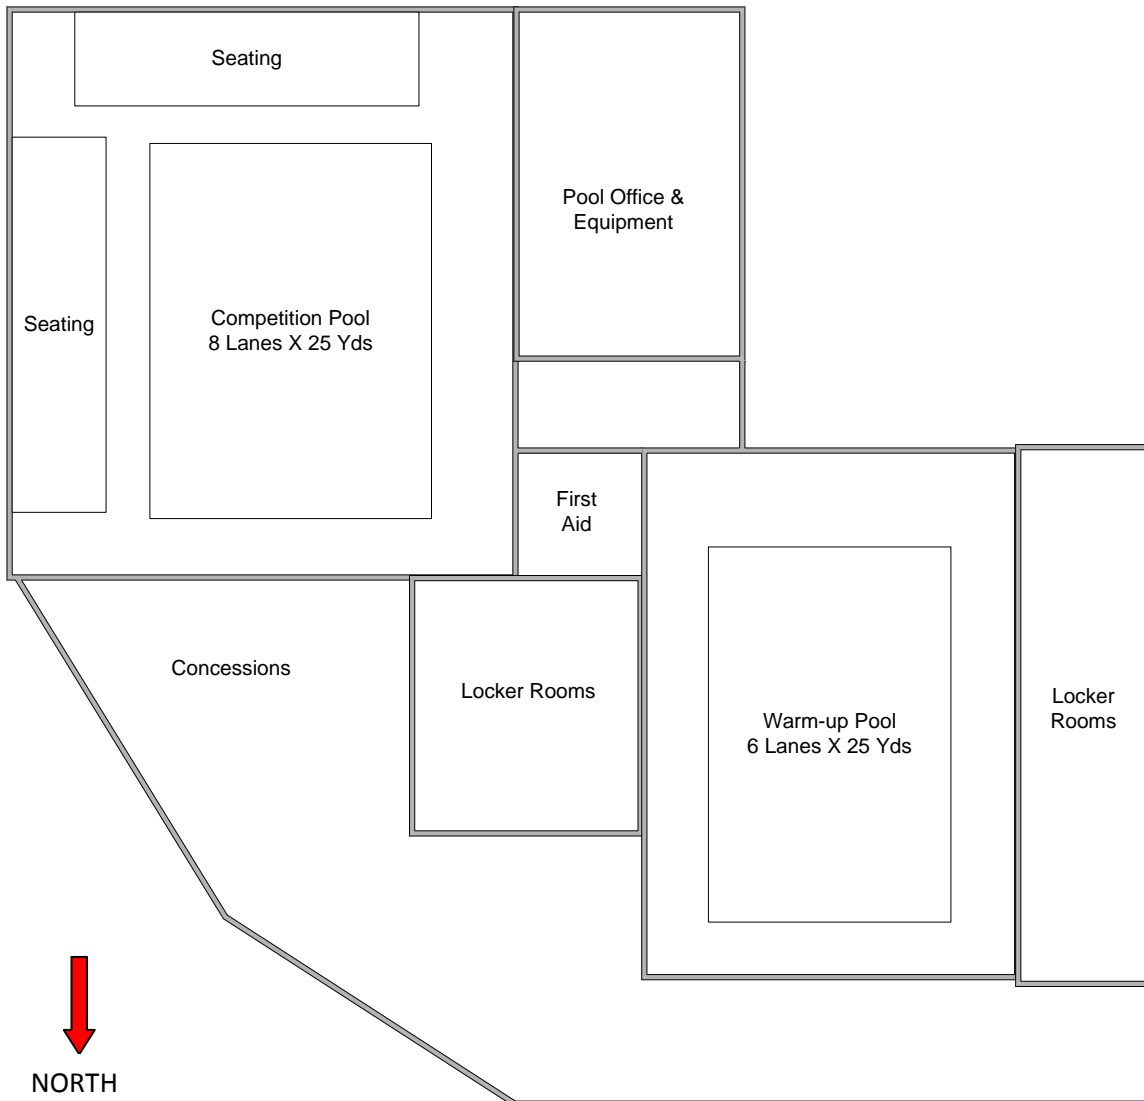 Seating
Pool Office &
Equipment
Seating
Competition Pool
8 Lanes X 25 Yds
First
Aid
Concessions
Locker Rooms
Warm-up Pool
6 Lanes X 25 Yds
Locker
Rooms
NORTH